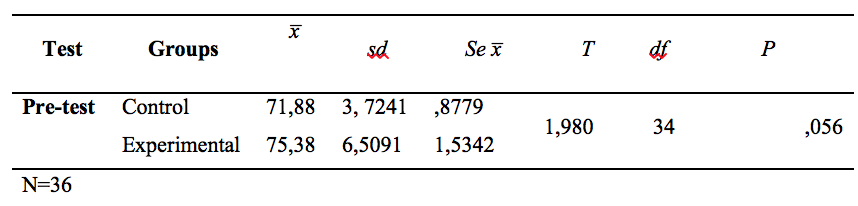 Test Groups x̅ sd Se x̅ T df P
Pre-test Control 71,88 3, 7241 ,8779
1,980 34 ,056
Experimental 75,38 6,5091 1,5342
N=36